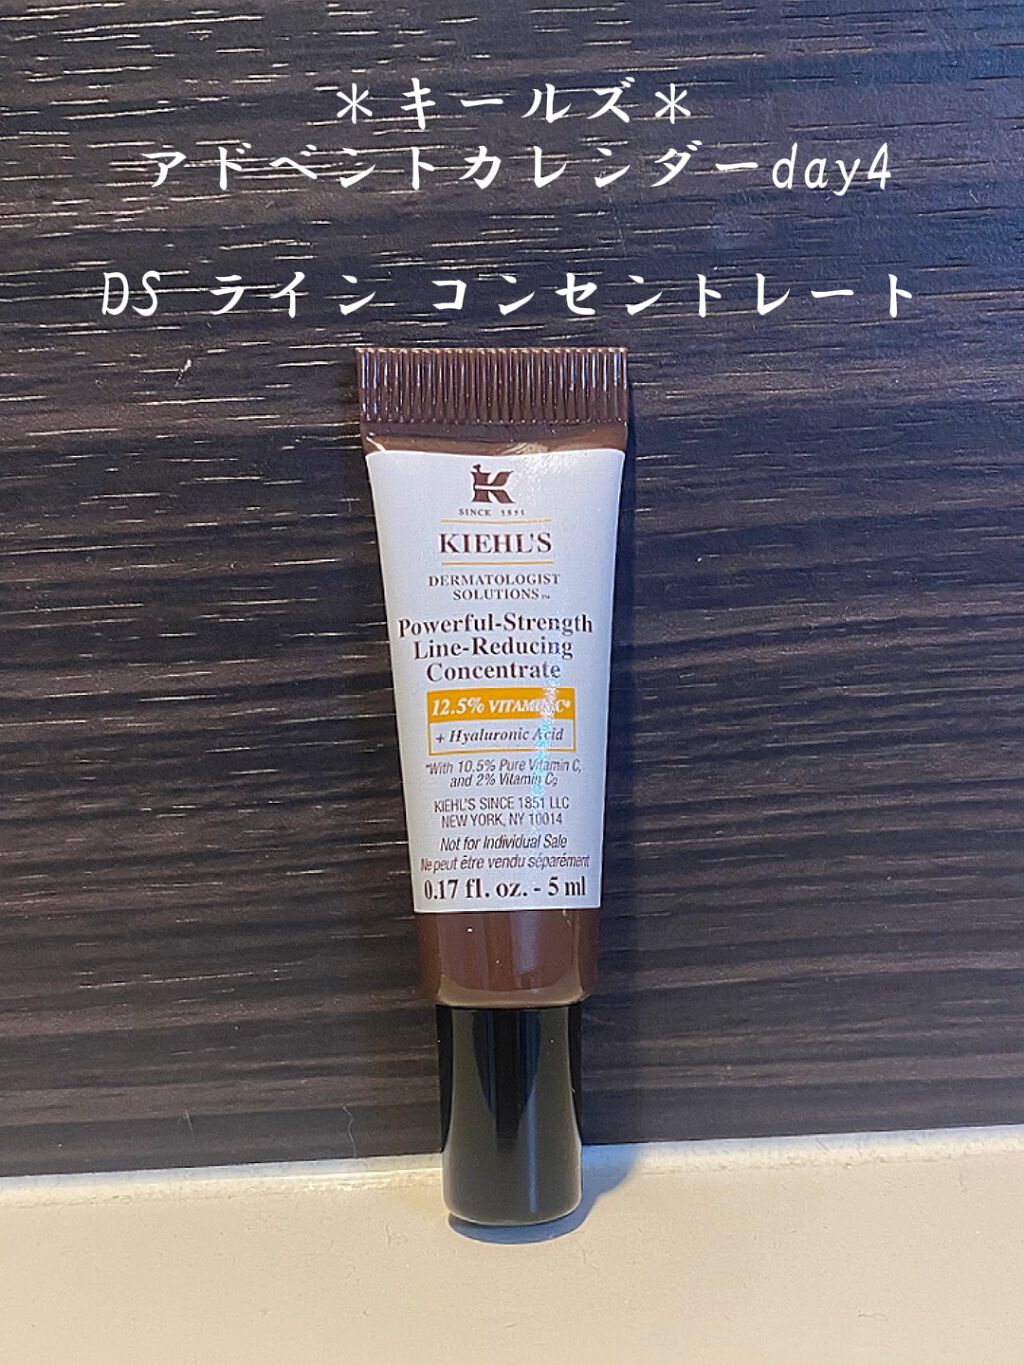 ＊キールズ＊
アドベントカレンダーday4
DS ライン コンセントレート
K
SINCE 1851
KIEHL'S
DERMATOLOGIST
SOLUTIONS™
Powerful-Strength
Line-Reducing
Concentrate
12.5% VITAMIN C*
+ Hyaluronic Acid
*With 10.5% Pure Vitamin C,
and 2% Vitamin Cg
KIEHL'S SINCE 1851 LLC
NEW YORK, NY 10014
Not for Individual Sale
Ne peut être vendu séparément
0.17 fl. oz. - 5 ml